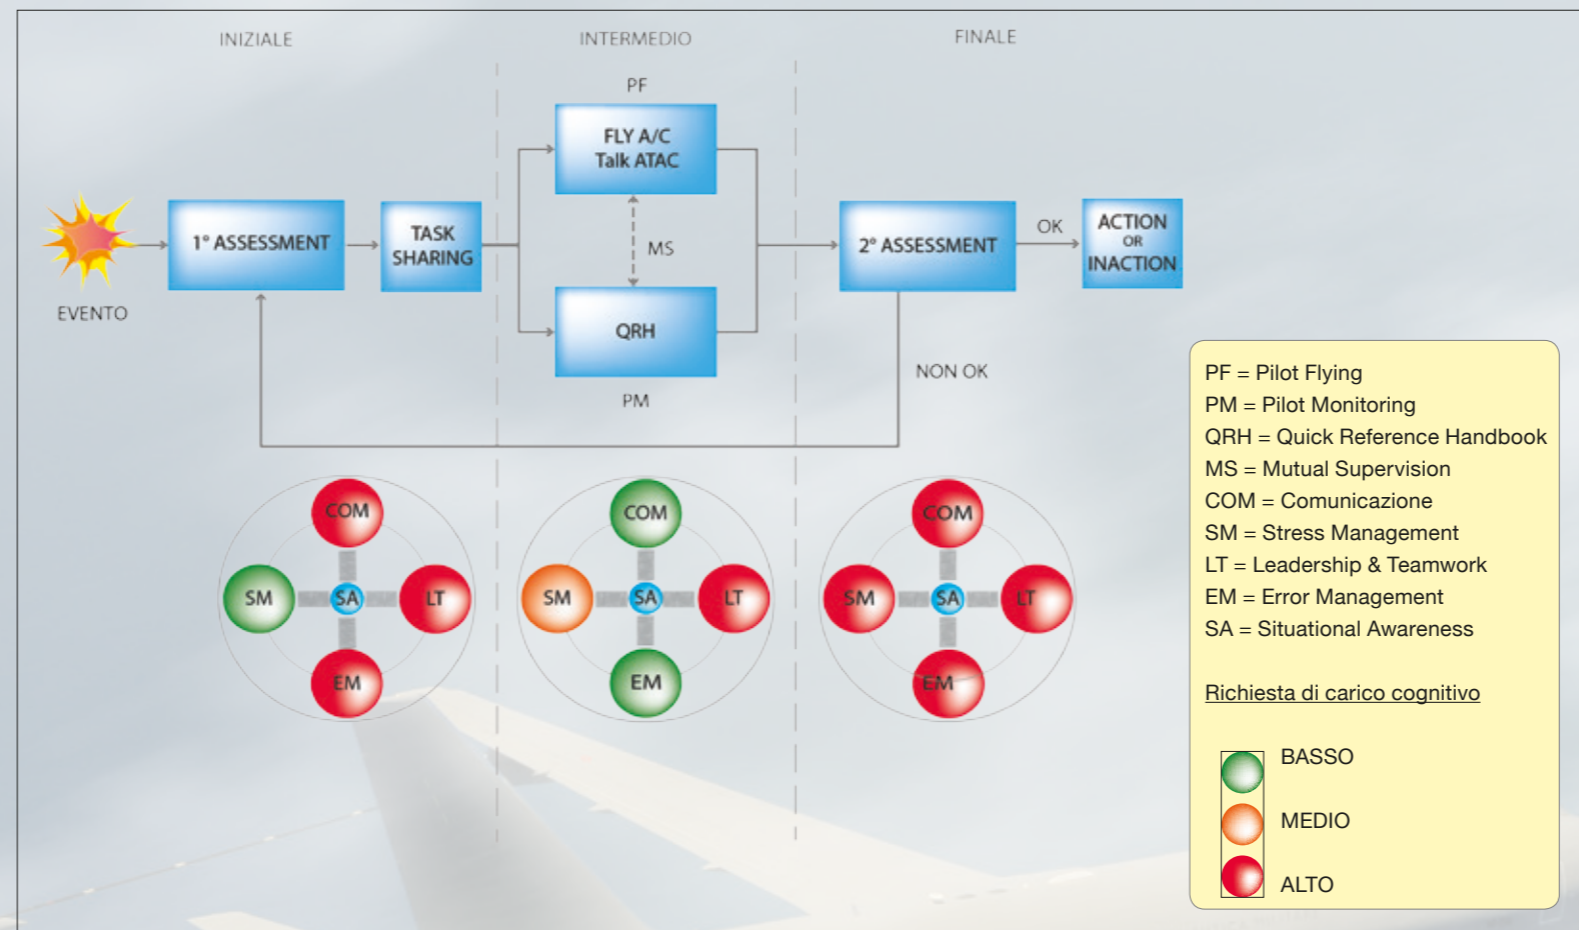 INIZIALE
INTERMEDIO
FINALE
PF
FLY A/C
Talk ATAC
EVENTO
1° ASSESSMENT
TASK
SHARING
MS
QRH
PM
2° ASSESSMENT
OK
NON OK
ACTION
OR
INACTION
COM
SM
SA
LT
EM
COM
SM
SA
LT
EM
COM
SM
SA
LT
EM
PF = Pilot Flying
PM = Pilot Monitoring
QRH = Quick Reference Handbook
MS = Mutual Supervision
COM = Comunicazione
SM = Stress Management
LT = Leadership & Teamwork
EM = Error Management
SA = Situational Awareness
Richiesta di carico cognitivo
BASSO
MEDIO
ALTO